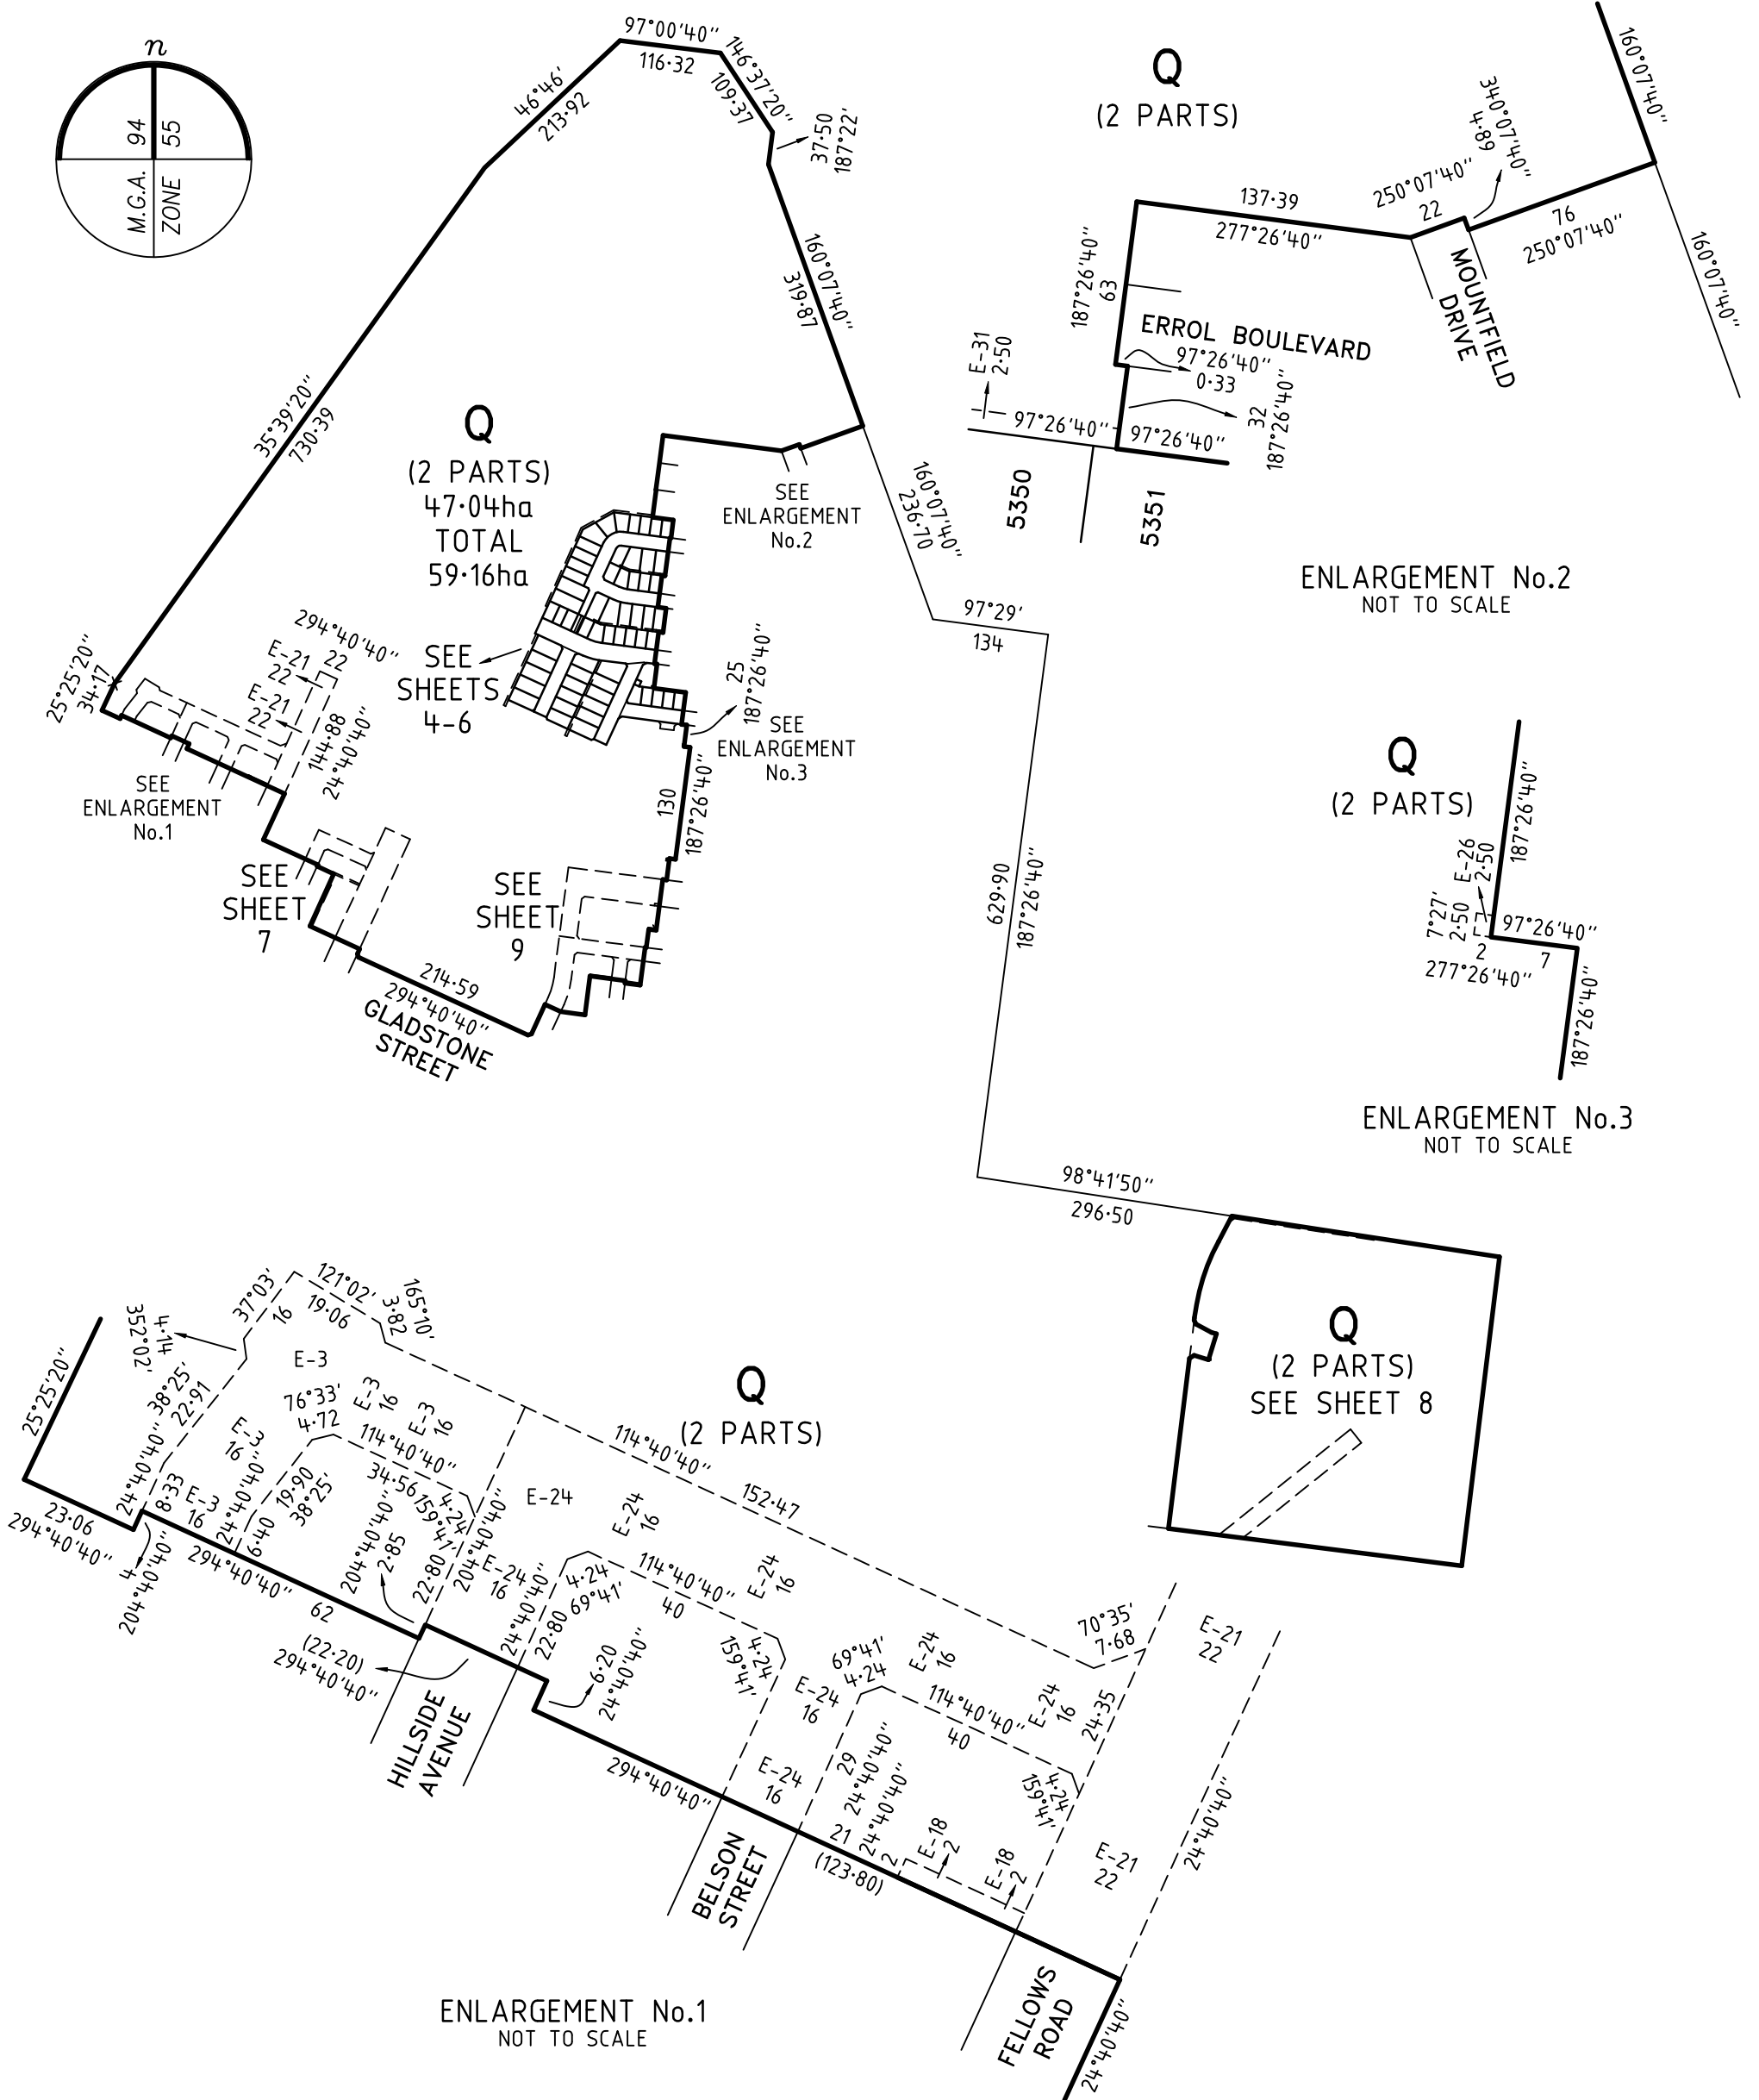 n
M.G.A. 94
ZONE 55
97°00'40"
116·32
146°37'20"
109·37
46°46'
213·92
37·50
187°22'
160°07'40"
319·87
35°39'20"
730·39
Q
(2 PARTS)
47·04ha
TOTAL
59·16ha
SEE
ENLARGEMENT
No.2
160°07'40"
236·70
97°29'
134
294°40'40"
22
E-21
22
E-21
22
144·88
24°40'40"
25°25'20"
34·17
SEE
SHEETS
4-6
25
187°26'40"
SEE
ENLARGEMENT
No.3
130
187°26'40"
SEE
ENLARGEMENT
No.1
SEE
SHEET
7
SEE
SHEET
9
214·59
294°40'40"
GLADSTONE
STREET
629·90
187°26'40"
98°41'50"
296·50
Q
(2 PARTS)
SEE SHEET 8
Q
(2 PARTS)
160°07'40"
340°07'40"
4·89
250°07'40"
22
76
250°07'40"
160°07'40"
137·39
277°26'40"
187°26'40"
63
MOUNTFIELD
DRIVE
ERROL BOULEVARD
97°26'40"
0·33
32
187°26'40"
E-31
2·50
97°26'40"
97°26'40"
5350
5351
ENLARGEMENT No.2
NOT TO SCALE
Q
(2 PARTS)
187°26'40"
E-26
2·50
7°27'
2·50
97°26'40"
2
7
277°26'40"
187°26'40"
ENLARGEMENT No.3
NOT TO SCALE
25°25'20"
23·06
294°40'40"
352°02'
4·14
37°03'
16
121°02'
19·06
165°10'
3·82
E-3
38°25'
22·91
24°40'40"
8·33
E-3
16
E-3
16
76°33'
4·72
E-3
16
E-3
16
114°40'40"
34·56
24°40'40"
6·40
19·90
38°25'
4
204°40'40"
294°40'40"
62
204°40'40"
2·85
159°47'
4·24
22·80
204°40'40"
(22·20)
294°40'40"
Q
(2 PARTS)
114°40'40"
152·47
E-24
E-24
16
E-24
16
24°40'40"
22·80
4·24
69°41'
114°40'40"
40
E-24
16
6·20
24°40'40"
159°41'
4·24
HILLSIDE
AVENUE
294°40'40"
E-24
16
E-24
16
69°41'
4·24
E-24
16
114°40'40"
40
E-24
16
70°35'
7·68
24·35
E-21
22
29
24°40'40"
24°40'40"
2
21
(123·80)
E-18
2
E-18
2
159°41'
4·24
E-21
22
24°40'40"
BELSON
STREET
FELLOWS
ROAD
24°40'40"
ENLARGEMENT No.1
NOT TO SCALE